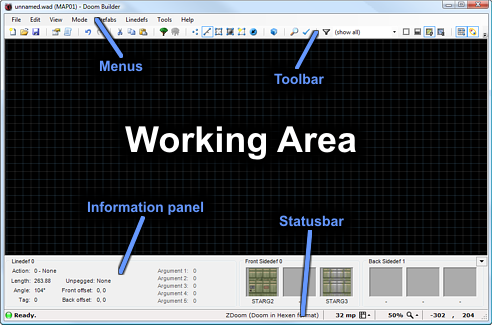 unnamed.wad (MAP01) - Doom Builder
File Edit View Mode Prefabs Linedefs Tools Help
(show all)
Menus
Toolbar
Working Area
Information panel
Statusbar
Linedef 0
Action: 0 - None
Length: 263.88 Unpegged: None
Angle: 104° Front offset: 0, 0
Tag: 0 Back offset: 0, 0
Argument 1: 0
Argument 2: 0
Argument 3: 0
Argument 4: 0
Argument 5: 0
Front Sidedef 0
STARG2 - STARG3
Back Sidedef 1
- - -
Ready. ZDoom (Doom in Hexen format) 32 mp 50% -302 , 204